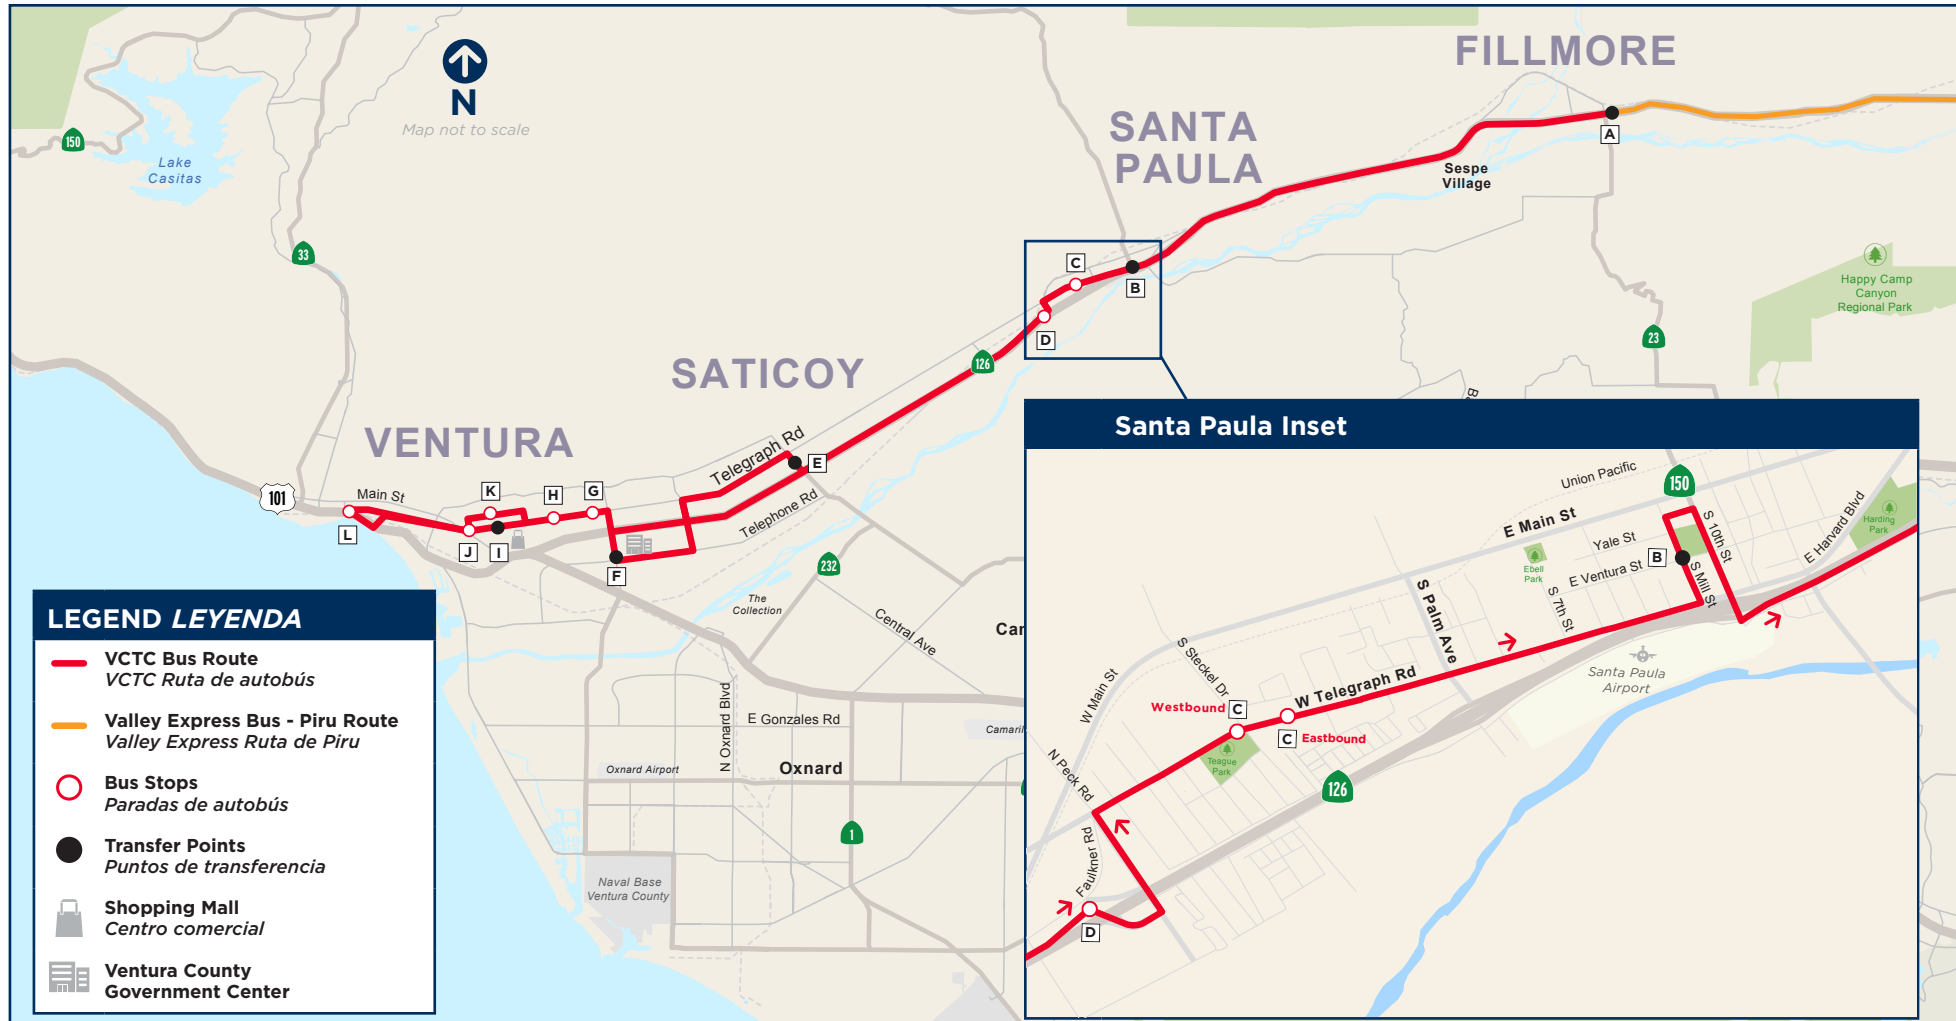 FILLMORE
SANTA
PAULA
SATICOY
VENTURA
N
Map not to scale
150
Lake
Casitas
33
101
Main St
Telegraph Rd
Telephone Rd
126
Sespe
Village
A
B
C
D
E
F
G
H
I
J
K
L
23
Happy Camp
Canyon
Regional Park
232
The
Collection
Central Ave
Car
Camaril
N Oxnard Blvd
E Gonzales Rd
Oxnard Airport
Oxnard
1
Naval Base
Ventura County
LEGEND LEYENDA
VCTC Bus Route
VCTC Ruta de autobús
Valley Express Bus - Piru Route
Valley Express Ruta de Piru
Bus Stops
Paradas de autobús
Transfer Points
Puntos de transferencia
Shopping Mall
Centro comercial
Ventura County
Government Center
Santa Paula Inset
Union Pacific
150
E Main St
S 10th St
E Harvard Blvd
Harding
Park
Yale St
Ebell
Park
E Ventura St
B
S Mill St
S 7th St
S Palm Ave
Santa Paula
Airport
W Main St
S Steckel Dr
W Telegraph Rd
Westbound
C
C
Eastbound
Teague
Park
N Peck Rd
126
Faulkner Rd
D